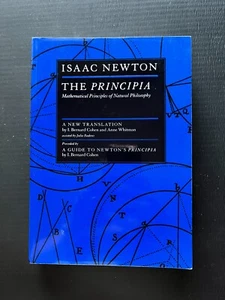 ISAAC NEWTON
THE PRINCIPIA
Mathematical Principles of Natural Philosophy
A NEW TRANSLATION
by I. Bernard Cohen and Anne Whitman
assisted by Julia Budenz
Preceded by
A GUIDE TO NEWTON'S PRINCIPIA
by I. Bernard Cohen